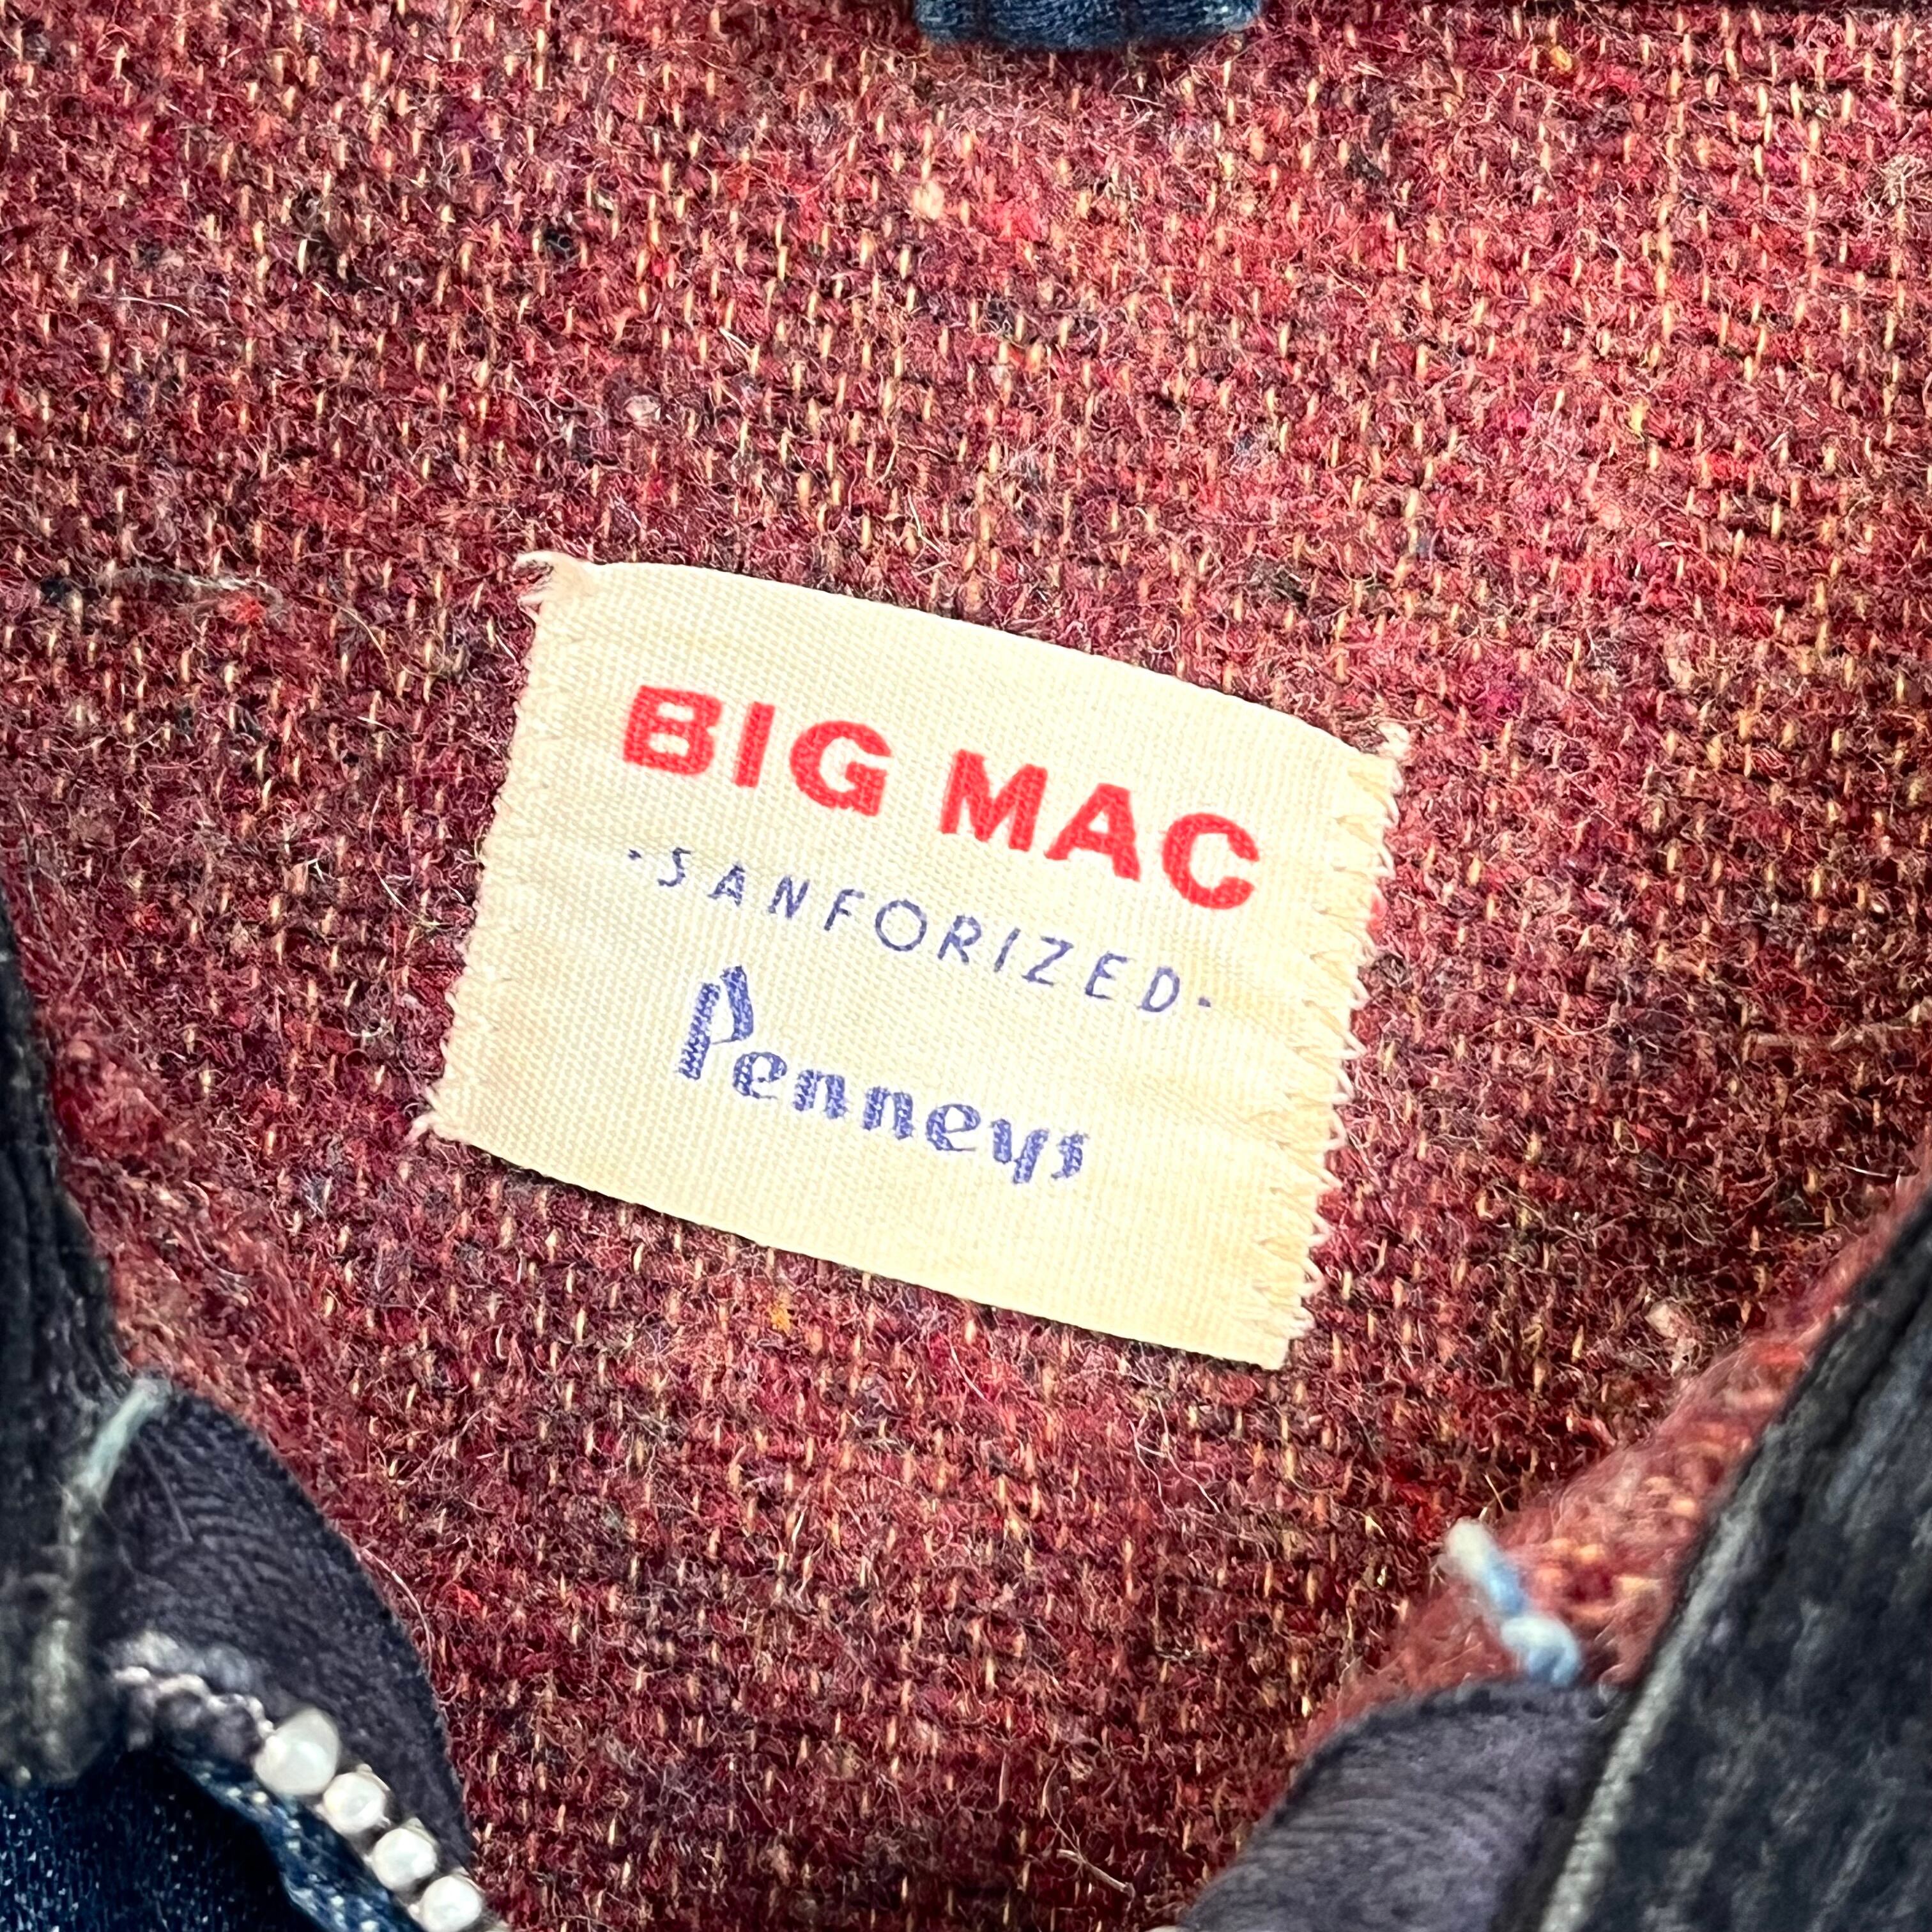 BIG MAC
·SANFORIZED·
Penneys